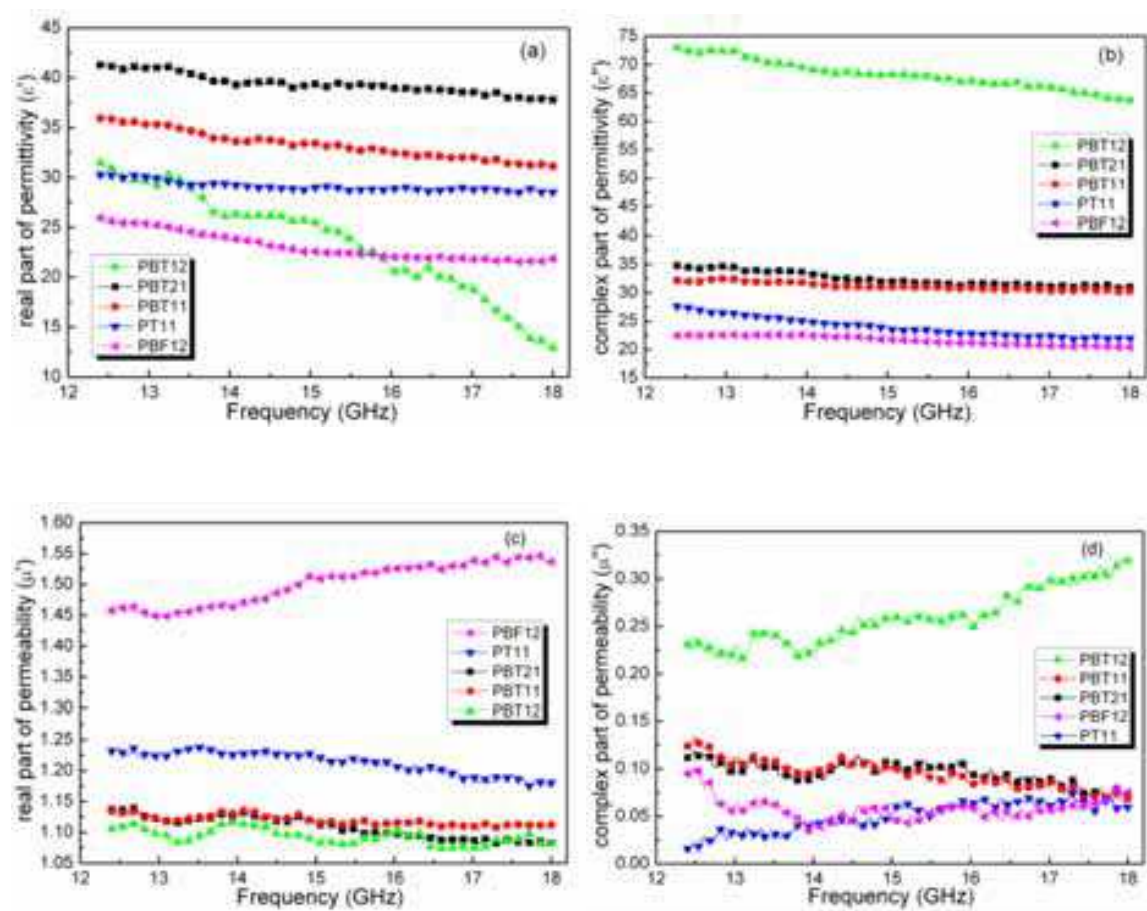 (a)
real part of permittivity (ε')
45
40
35
30
25
20
15
10
PBT12
PBT21
PBT11
PT11
PBF12
12 13 14 15 16 17 18
Frequency (GHz)
(b)
complex part of permittivity (ε")
75
70
65
60
55
50
45
40
35
30
25
20
15
PBT12
PBT21
PBT11
PT11
PBF12
12 13 14 15 16 17 18
Frequency (GHz)
(c)
real part of permeability (μ')
1.60
1.55
1.50
1.45
1.40
1.35
1.30
1.25
1.20
1.15
1.10
1.05
PBF12
PT11
PBT21
PBT11
PBT12
12 13 14 15 16 17 18
Frequency (GHz)
(d)
complex part of permeability (μ")
0.35
0.30
0.25
0.20
0.15
0.10
0.05
0.00
PBT12
PBT11
PBT21
PBF12
PT11
12 13 14 15 16 17 18
Frequency (GHz)